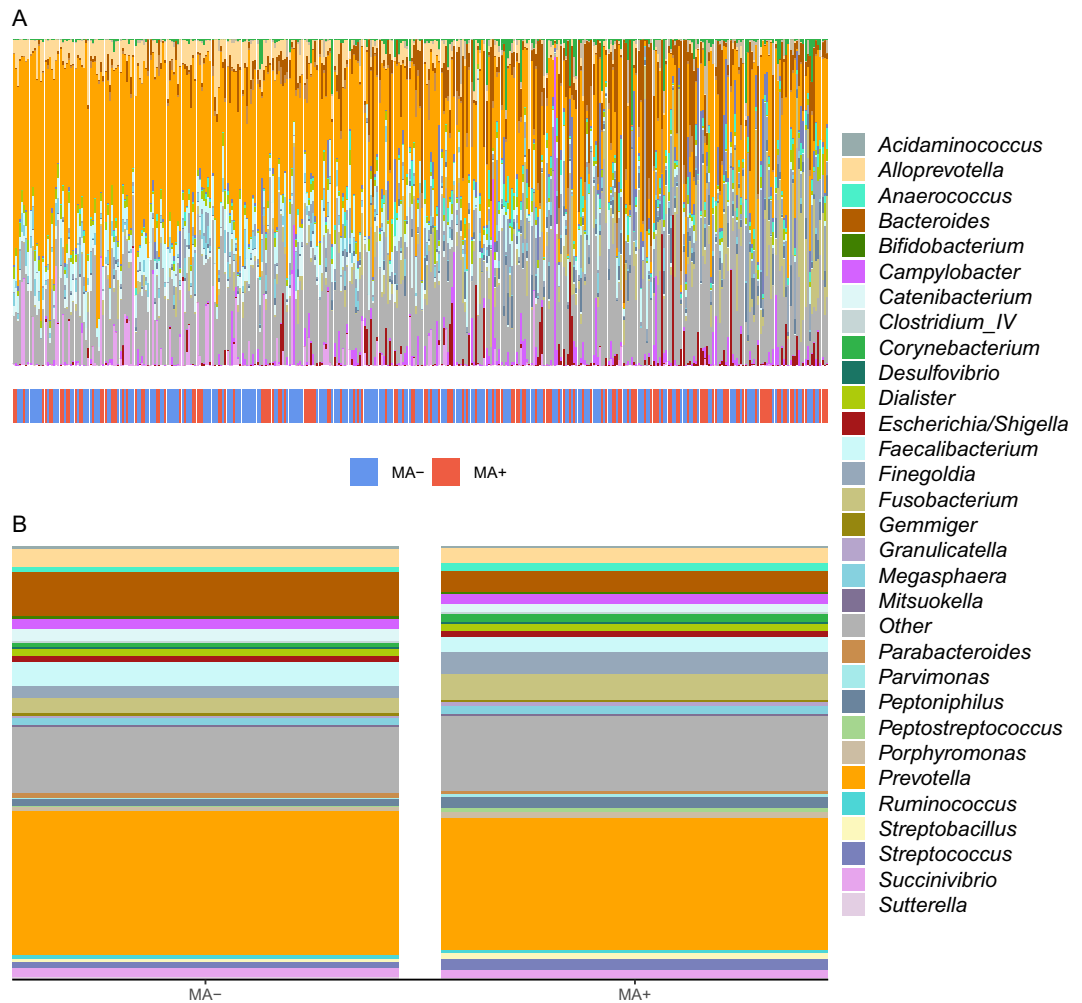 A
Acidaminococcus
Alloprevotella
Anaerococcus
Bacteroides
Bifidobacterium
Campylobacter
Catenibacterium
Clostridium_IV
Corynebacterium
Desulfovibrio
Dialister
Escherichia/Shigella
Faecalibacterium
Finegoldia
Fusobacterium
Gemmiger
Granulicatella
Megasphaera
Mitsuokella
Other
Parabacteroides
Parvimonas
Peptoniphilus
Peptostreptococcus
Porphyromonas
Prevotella
Ruminococcus
Streptobacillus
Streptococcus
Succinivibrio
Sutterella
MA− MA+
B
MA− MA+